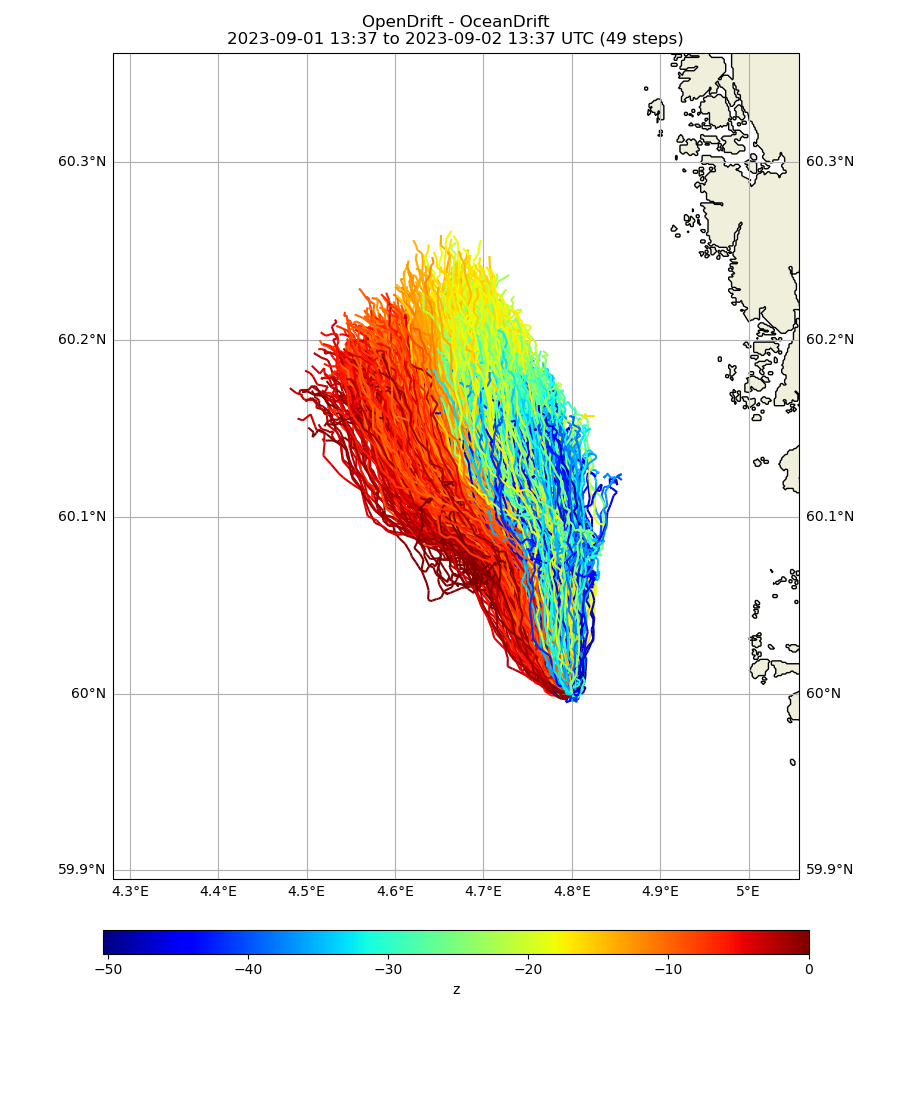 OpenDrift - OceanDrift
2023-09-01 13:37 to 2023-09-02 13:37 UTC (49 steps)
60.3°N 60.3°N
60.2°N 60.2°N
60.1°N 60.1°N
60°N 60°N
59.9°N 59.9°N
4.3°E 4.4°E 4.5°E 4.6°E 4.7°E 4.8°E 4.9°E 5°E
−50 −40 −30 −20 −10 0
z